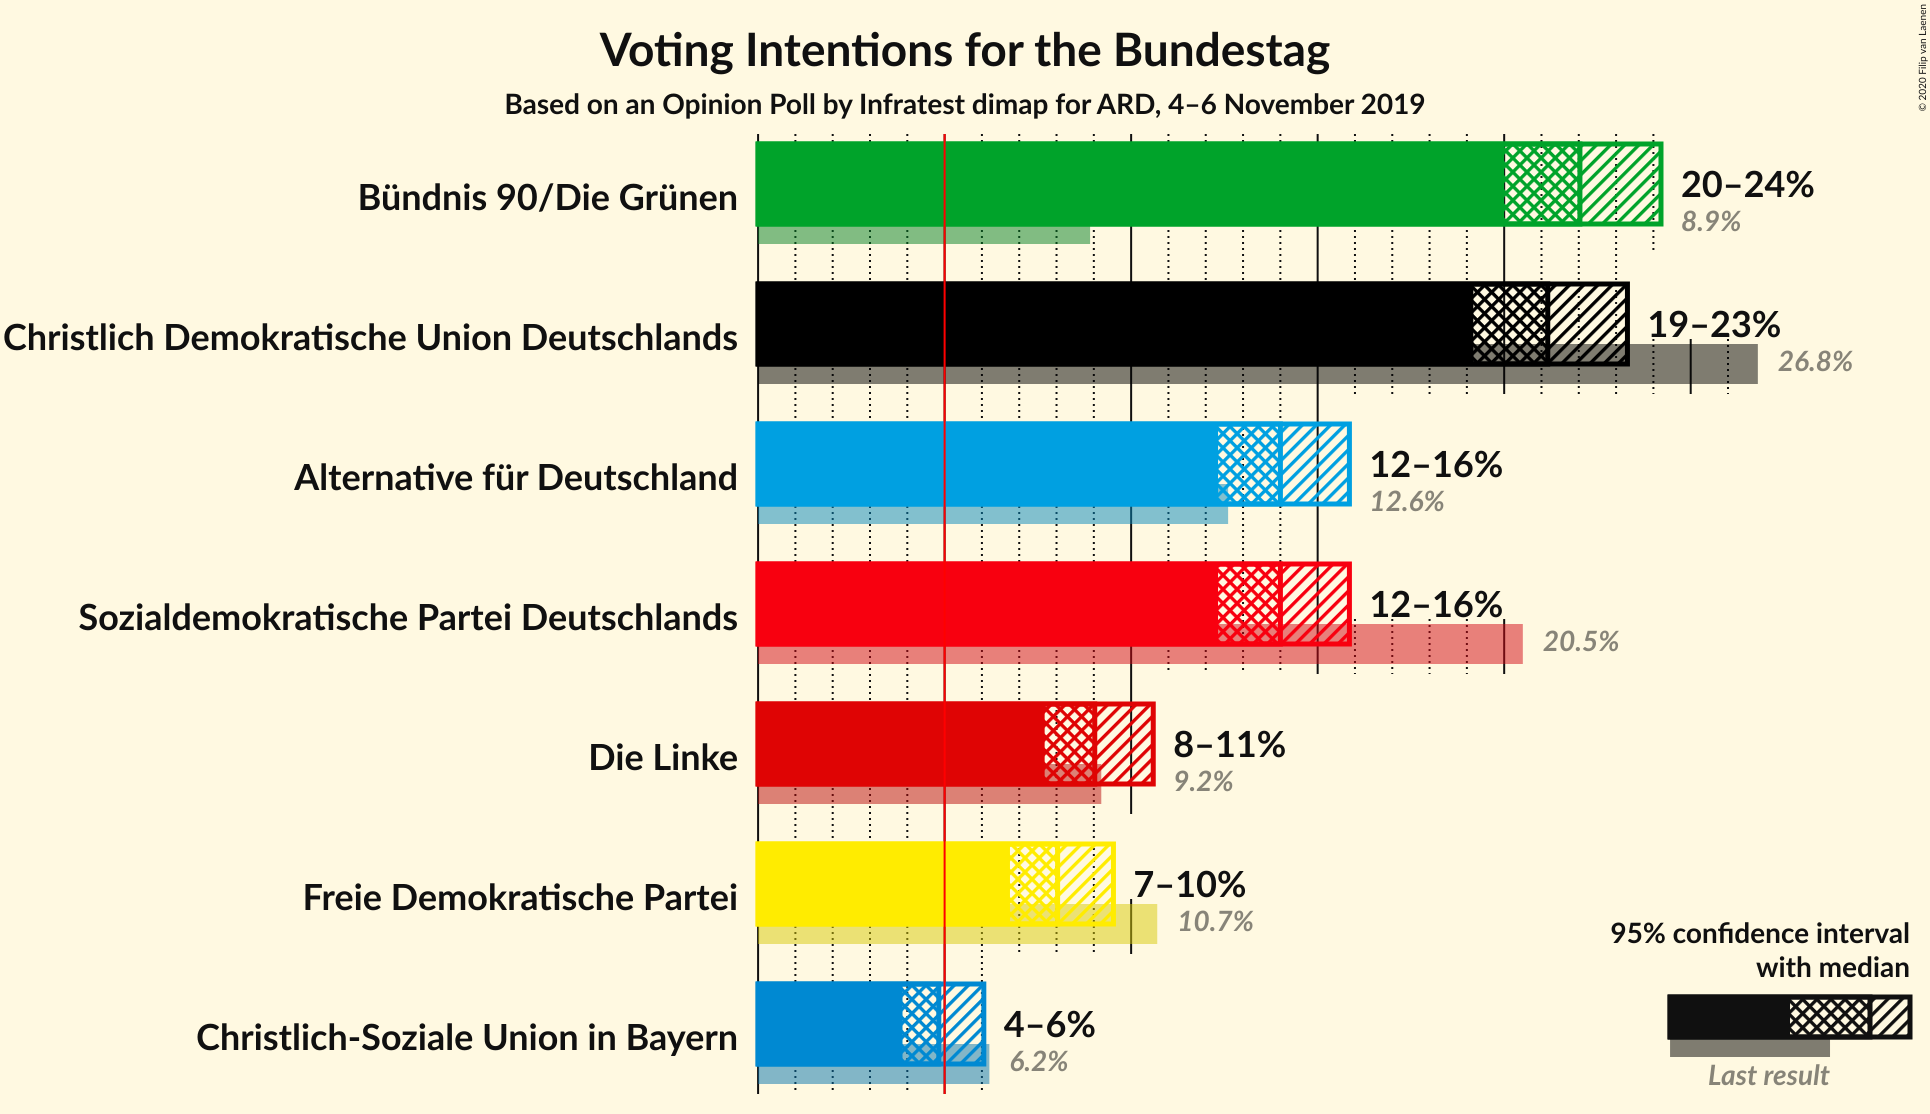 Voting Intentions for the Bundestag
Based on an Opinion Poll by Infratest dimap for ARD, 4–6 November 2019
© 2020 Filip van Laenen
Bündnis 90/Die Grünen
20–24%
8.9%
Christlich Demokratische Union Deutschlands
19–23%
26.8%
Alternative für Deutschland
12–16%
12.6%
Sozialdemokratische Partei Deutschlands
12–16%
20.5%
Die Linke
8–11%
9.2%
Freie Demokratische Partei
7–10%
10.7%
Christlich-Soziale Union in Bayern
4–6%
6.2%
95% confidence interval
with median
Last result